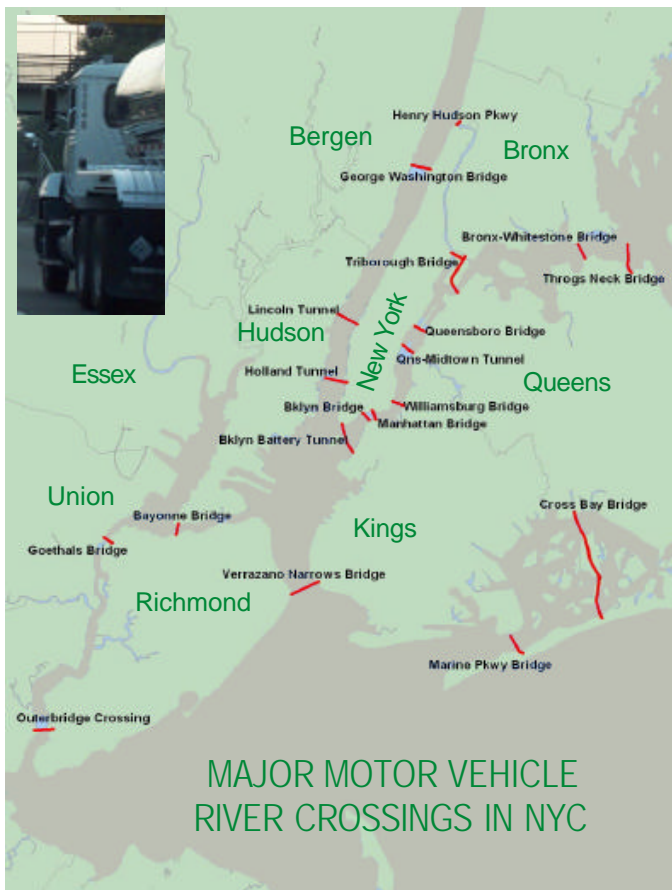 Henry Hudson Pkwy
Bergen
Bronx
George Washington Bridge
Bronx-Whitestone Bridge
Triborough Bridge
Throgs Neck Bridge
Lincoln Tunnel
Hudson
New York
Queensboro Bridge
Qns-Midtown Tunnel
Essex
Holland Tunnel
Queens
Bklyn Bridge
Williamsburg Bridge
Manhattan Bridge
Bklyn Battery Tunnel
Union
Bayonne Bridge
Cross Bay Bridge
Kings
Goethals Bridge
Verrazano Narrows Bridge
Richmond
Marine Pkwy Bridge
Outerbridge Crossing
MAJOR MOTOR VEHICLE
RIVER CROSSINGS IN NYC